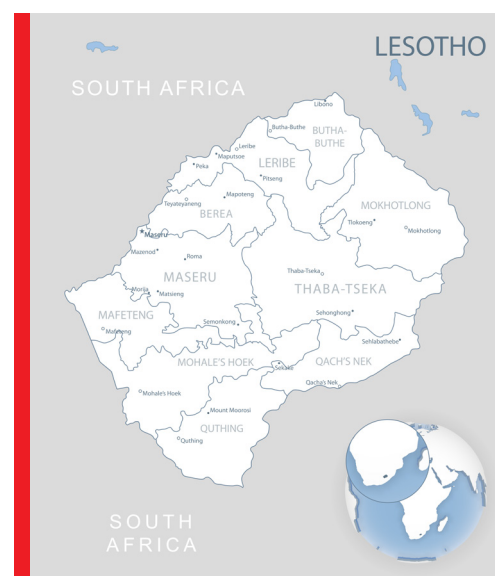 LESOTHO
SOUTH AFRICA
Libono
Butha-Buthe
BUTHA-
BUTHE
Leribe
Maputsoe
LERIBE
Peka
Pitseng
Mapoteng
Teyateyaneng
BEREA
MOKHOTLONG
Tlokoeng
Mokhotlong
Maseru
Mazenod
Roma
MASERU
Thaba-Tseka
THABA-TSEKA
Morija
Matsieng
Sehonghong
MAFETENG
Semonkong
Mafeteng
Sehlabathebe
MOHALE'S HOEK
Sekake
QACH'S NEK
Qacha's Nek
Mohale's Hoek
Mount Moorosi
QUTHING
Quthing
SOUTH
AFRICA